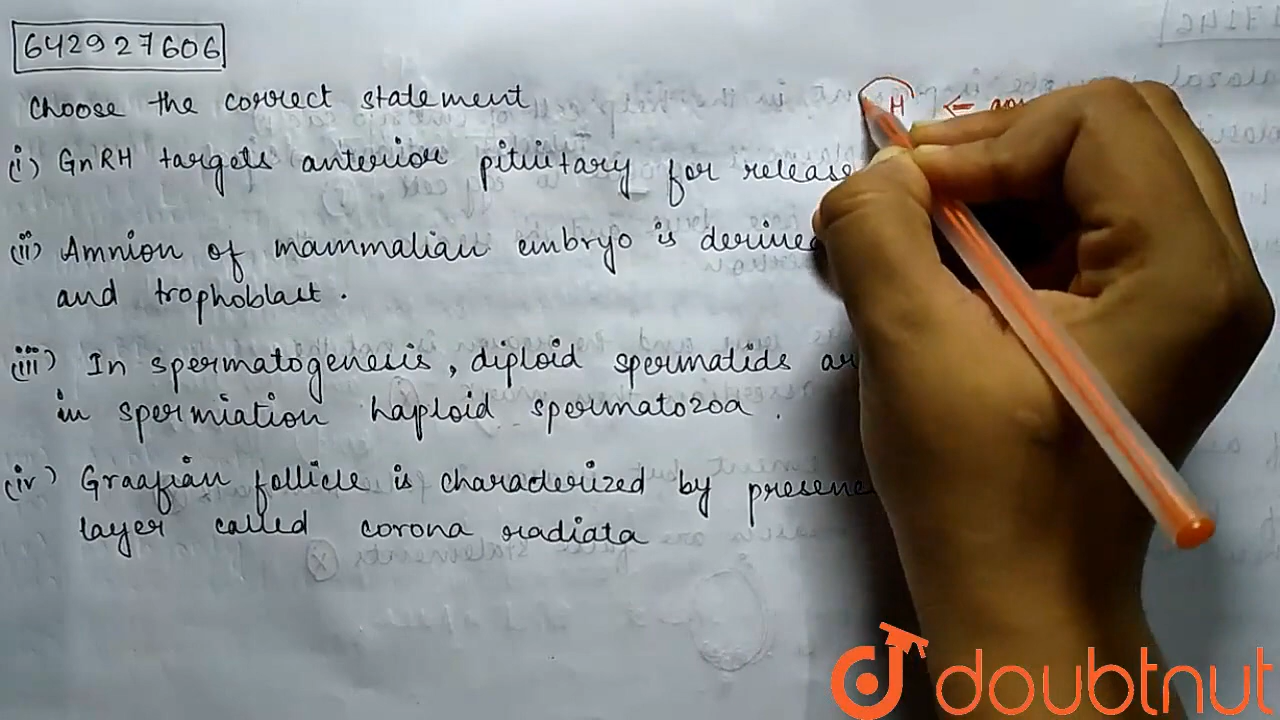 642927606
Choose the correct statement
H ←
(i) GnRH targets anterior pituitary for release
(ii) Amnion of mammalian embryo is derive
and trophoblast.
(iii) In spermatogenesis, diploid spermatids ar
in spermiation haploid spermatozoa.
(iv) Graafian follicle is characterized by presen
layer called corona radiata
doubtnut